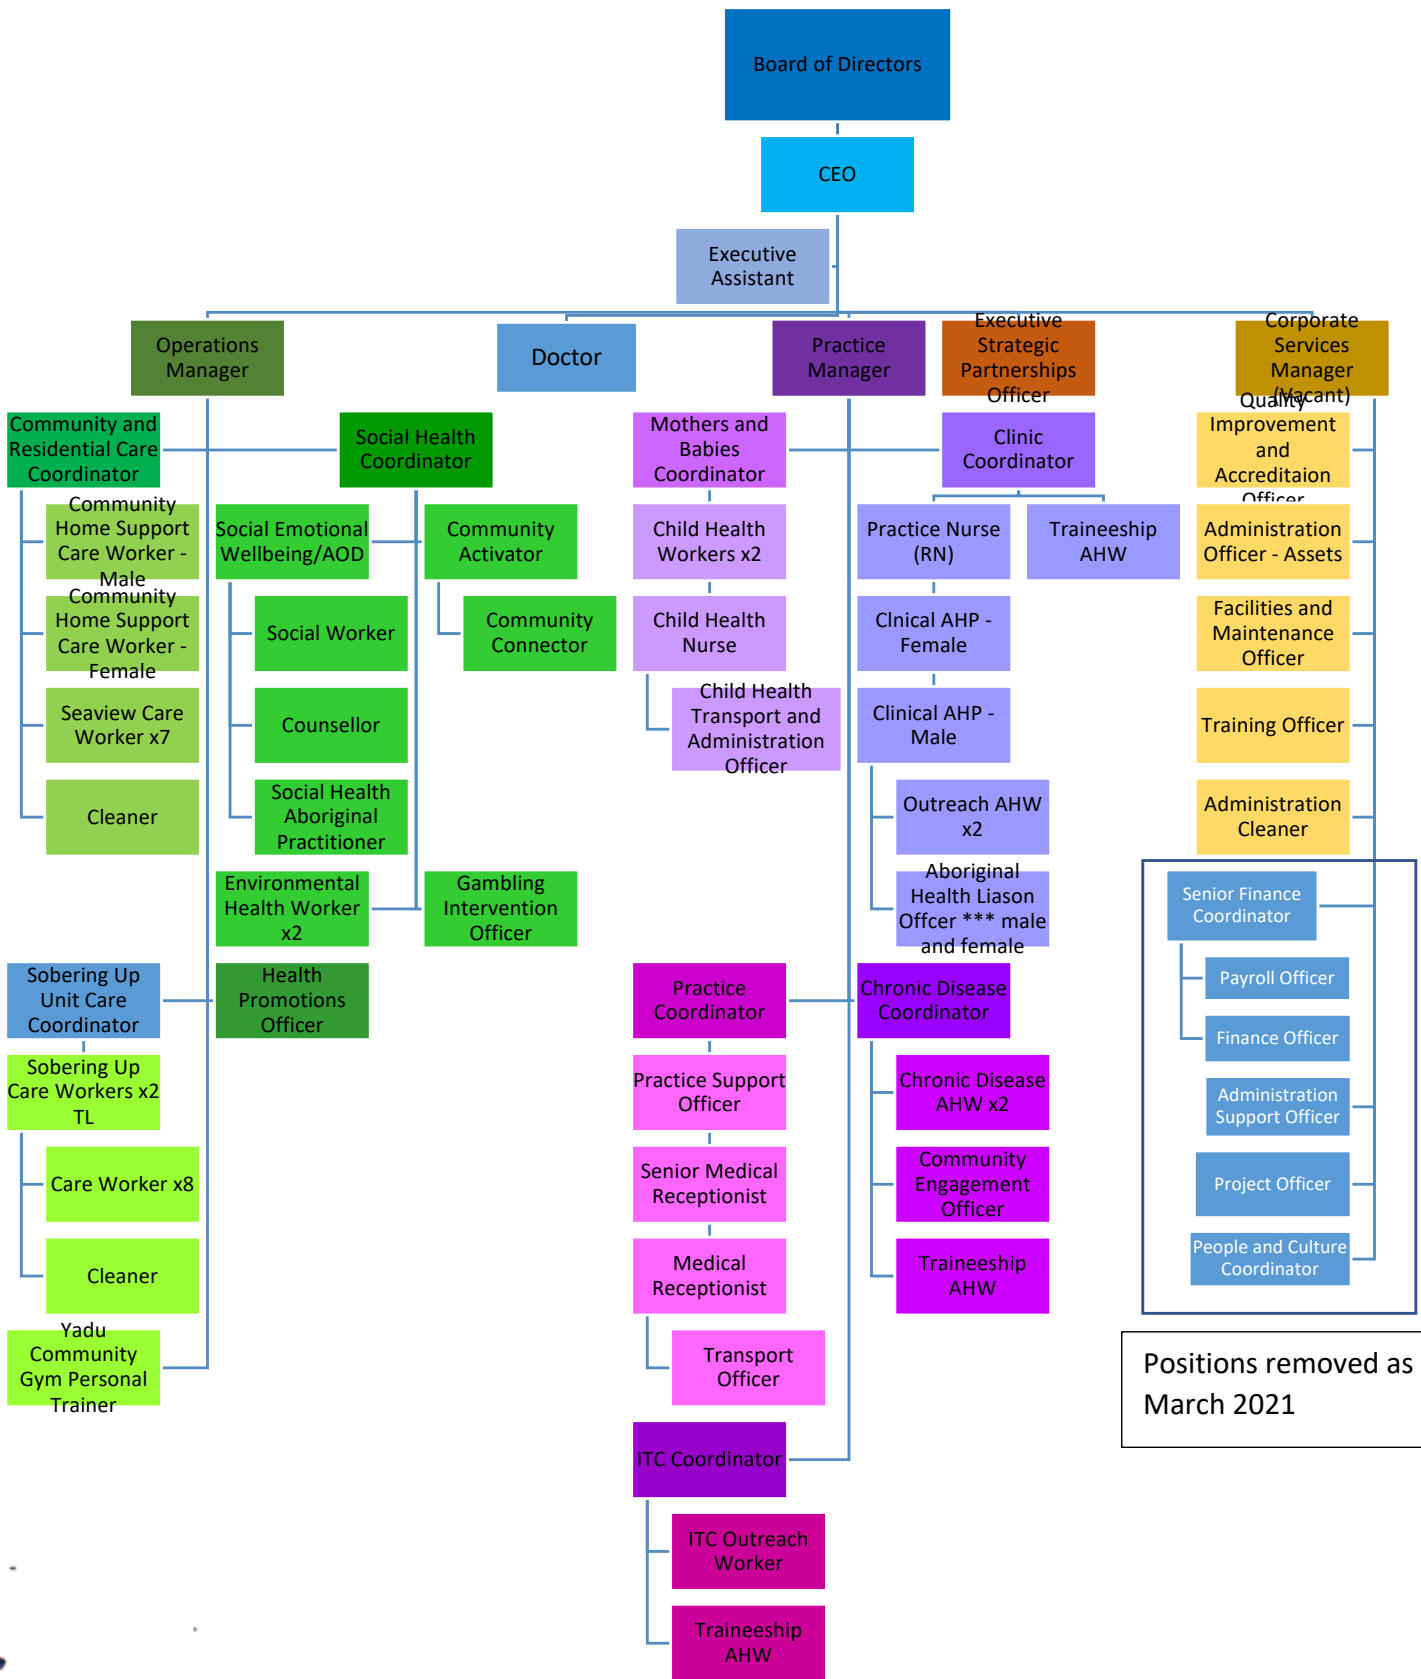 Board of Directors
CEO
Executive
Assistant
Operations
Manager
Doctor
Practice
Manager
Executive
Strategic
Partnerships
Officer
Corporate
Services
Manager
(Vacant)
Community and
Residential Care
Coordinator
Social Health
Coordinator
Mothers and
Babies
Coordinator
Clinic
Coordinator
Quality
Improvement
and
Accreditaion
Officer
Community
Home Support
Care Worker -
Male
Social Emotional
Wellbeing/AOD
Community
Activator
Child Health
Workers x2
Practice Nurse
(RN)
Traineeship
AHW
Administration
Officer - Assets
Community
Home Support
Care Worker -
Female
Social Worker
Community
Connector
Child Health
Nurse
Clnical AHP -
Female
Facilities and
Maintenance
Officer
Seaview Care
Worker x7
Counsellor
Child Health
Transport and
Administration
Officer
Clinical AHP -
Male
Training Officer
Cleaner
Social Health
Aboriginal
Practitioner
Outreach AHW
x2
Administration
Cleaner
Environmental
Health Worker
x2
Gambling
Intervention
Officer
Aboriginal
Health Liason
Offcer *** male
and female
Senior Finance
Coordinator
Payroll Officer
Finance Officer
Administration
Support Officer
Project Officer
People and Culture
Coordinator
Sobering Up
Unit Care
Coordinator
Health
Promotions
Officer
Practice
Coordinator
Chronic Disease
Coordinator
Sobering Up
Care Workers x2
TL
Practice Support
Officer
Chronic Disease
AHW x2
Care Worker x8
Senior Medical
Receptionist
Community
Engagement
Officer
Cleaner
Medical
Receptionist
Traineeship
AHW
Yadu
Community
Gym Personal
Trainer
Transport
Officer
Positions removed as
March 2021
ITC Coordinator
ITC Outreach
Worker
Traineeship
AHW